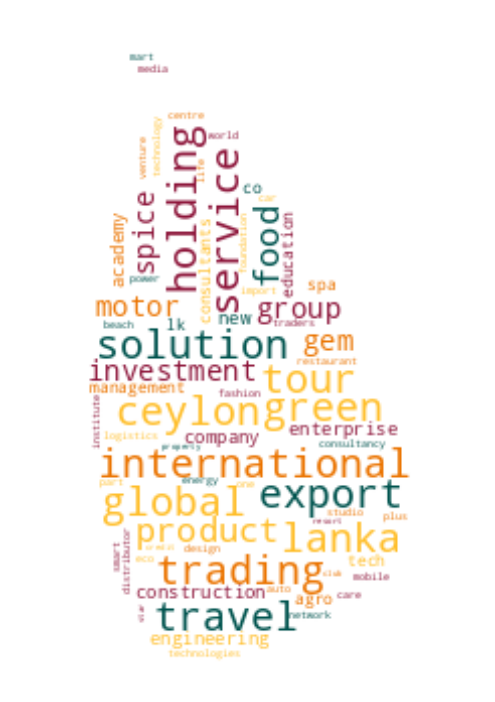 mart
media
centre
world
technology
venture
holding
service
life
co
car
spice
food
academy
consultants
foundation
education
power
import
spa
motor
group
beach
lk
new
traders
solution
gem
restaurant
investment
tour
management
fashion
ceylon
green
institute
enterprise
logistics
company
consultancy
property
international
part
energy
one
export
global
studio
plus
resort
product
lanka
smart
distributor
design
eco
tech
trading
club
mobile
construction
auto
agro
care
star
travel
network
engineering
technologies